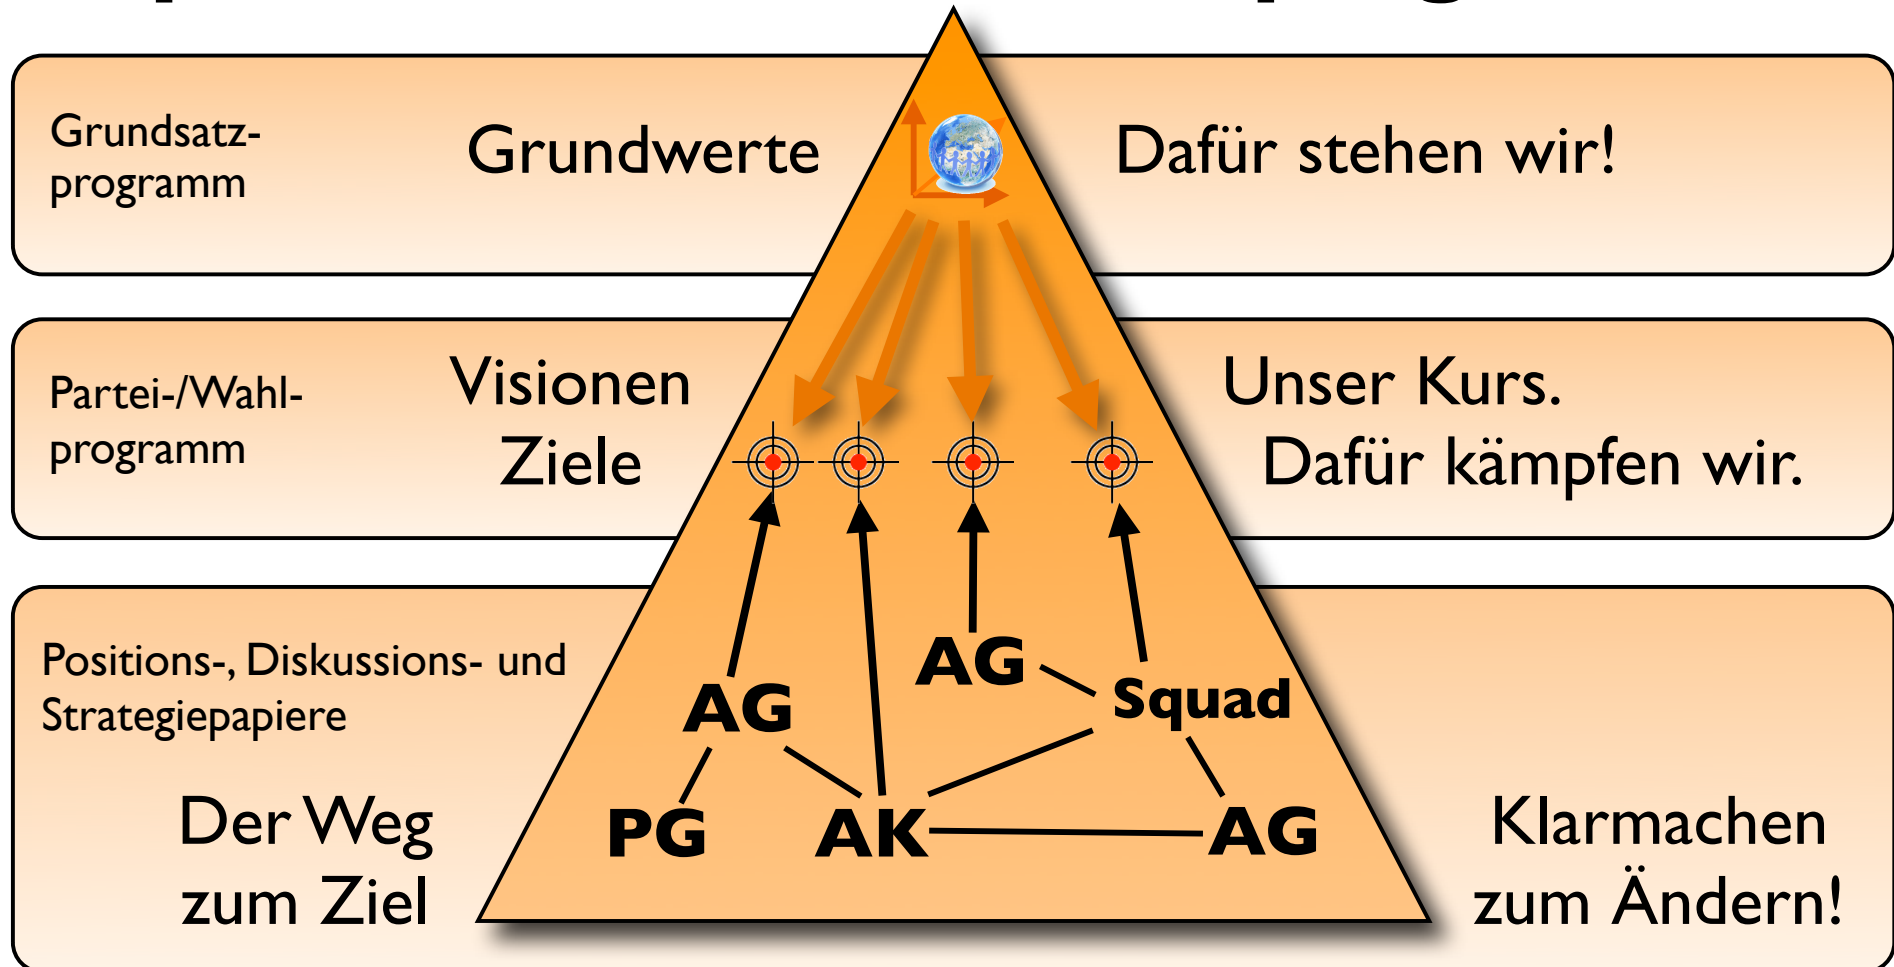 Grundsatz-
programm
Grundwerte
Dafür stehen wir!
Partei-/Wahl-
programm
Visionen
Ziele
Unser Kurs.
Dafür kämpfen wir.
Positions-, Diskussions- und
Strategiepapiere
Der Weg
zum Ziel
AG
AG
Squad
PG
AK
AG
Klarmachen
zum Ändern!